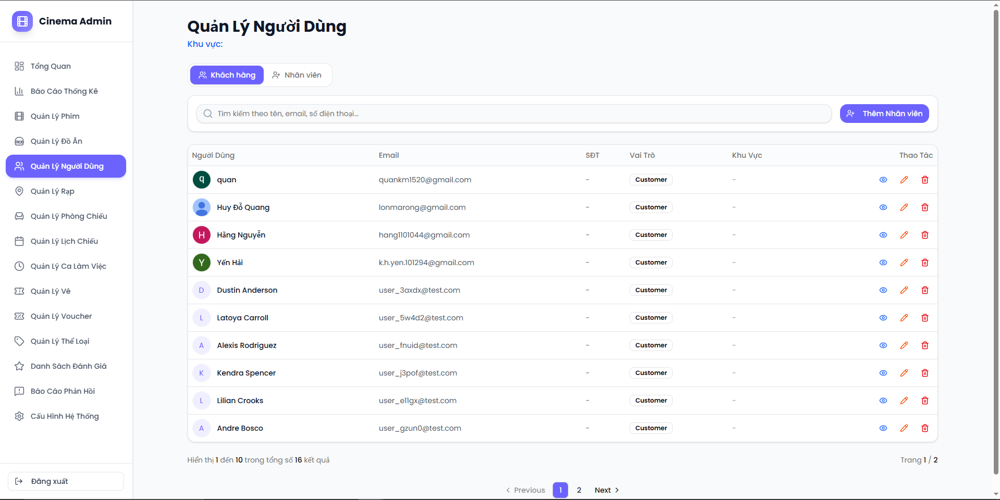 Cinema Admin
Tổng Quan
Báo Cáo Thống Kê
Quản Lý Phim
Quản Lý Đồ Ăn
Quản Lý Người Dùng
Quản Lý Rạp
Quản Lý Phòng Chiếu
Quản Lý Lịch Chiếu
Quản Lý Ca Làm Việc
Quản Lý Vé
Quản Lý Voucher
Quản Lý Thể Loại
Danh Sách Đánh Giá
Báo Cáo Phản Hồi
Cấu Hình Hệ Thống
Đăng xuất
Quản Lý Người Dùng
Khu vực:
Khách hàng Nhân viên
Tìm kiếm theo tên, email, số điện thoại... Thêm Nhân viên
Người Dùng Email SĐT Vai Trò Khu Vực Thao Tác
q quan quankm1520@gmail.com - Customer -
Huy Đỗ Quang lonmarong@gmail.com - Customer -
H Hằng Nguyễn hang1101044@gmail.com - Customer -
Y Yến Hải k.h.yen.101294@gmail.com - Customer -
D Dustin Anderson user_3axdx@test.com - Customer -
L Latoya Carroll user_5w4d2@test.com - Customer -
A Alexis Rodriguez user_fnuid@test.com - Customer -
K Kendra Spencer user_j3pof@test.com - Customer -
L Lilian Crooks user_e1lgx@test.com - Customer -
A Andre Bosco user_gzun0@test.com - Customer -
Hiển thị 1 đến 10 trong tổng số 16 kết quả Trang 1 / 2
Previous 1 2 Next